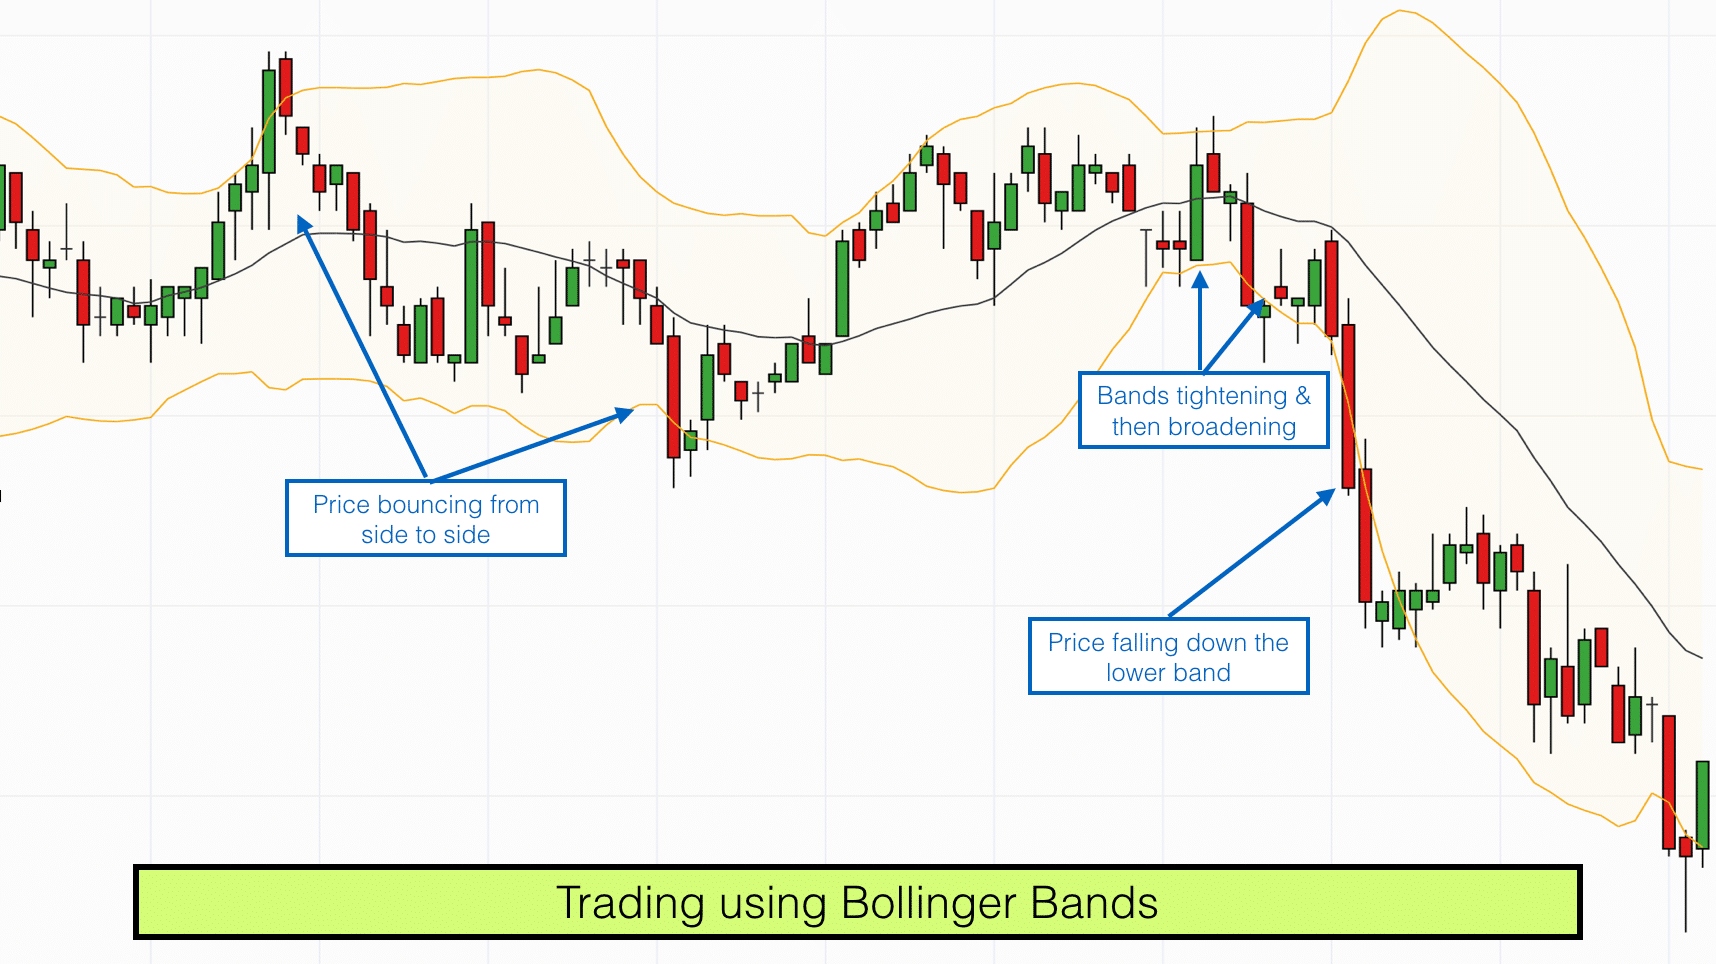 Price bouncing from
side to side
Bands tightening &
then broadening
Price falling down the
lower band
Trading using Bollinger Bands